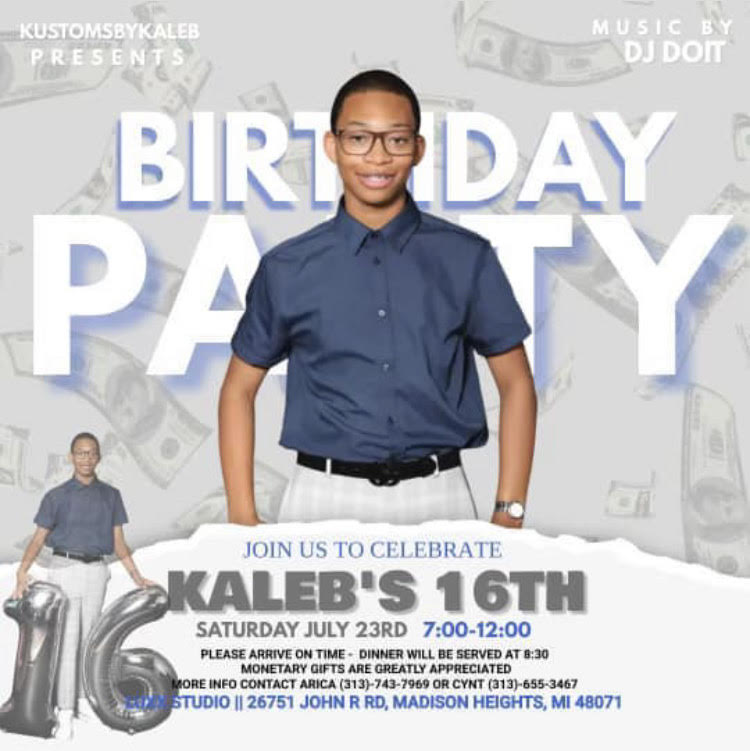 KUSTOMSBYKALEB
PRESENTS
MUSIC BY
DJ DOIT
BIRTHDAY
PARTY
JOIN US TO CELEBRATE
KALEB'S 16TH
SATURDAY JULY 23RD 7:00-12:00
PLEASE ARRIVE ON TIME - DINNER WILL BE SERVED AT 8:30
MONETARY GIFTS ARE GREATLY APPRECIATED
MORE INFO CONTACT ARICA (313)-743-7969 OR CYNT (313)-655-3467
LUXX STUDIO || 26751 JOHN R RD, MADISON HEIGHTS, MI 48071
16